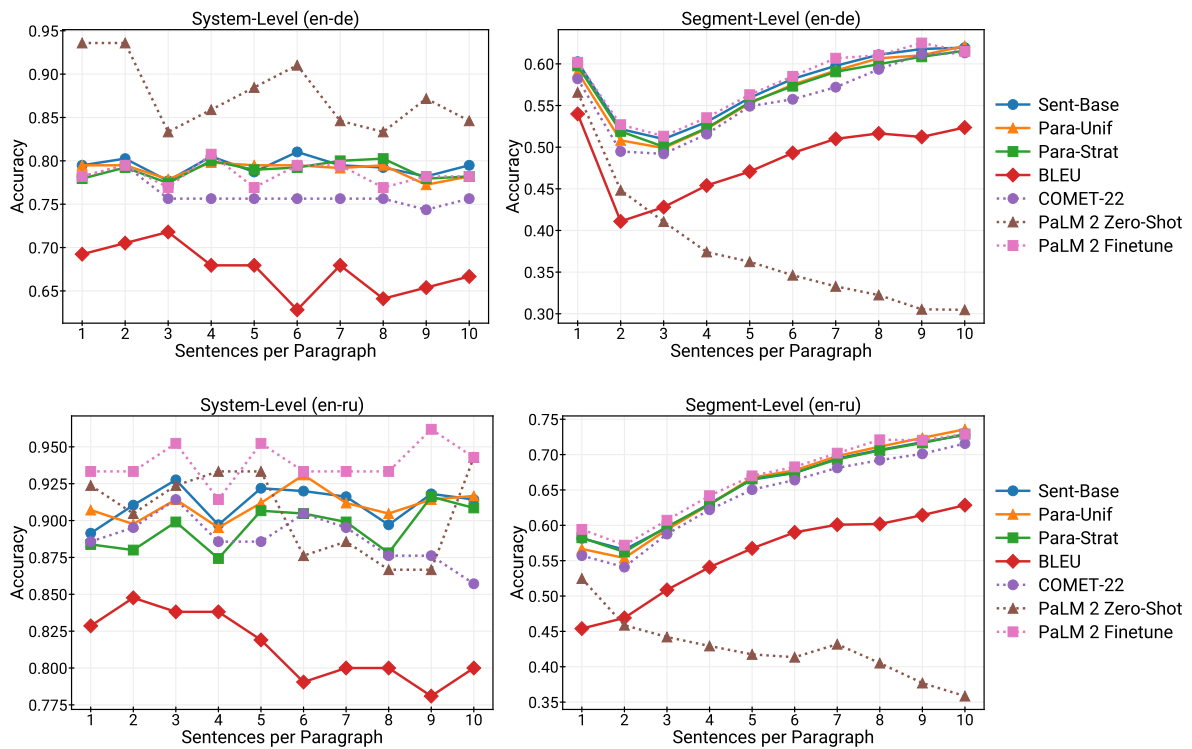 System-Level (en-de)
Accuracy
0.95
0.90
0.85
0.80
0.75
0.70
0.65
1 2 3 4 5 6 7 8 9 10
Sentences per Paragraph
Segment-Level (en-de)
Accuracy
0.60
0.55
0.50
0.45
0.40
0.35
0.30
1 2 3 4 5 6 7 8 9 10
Sentences per Paragraph
Sent-Base
Para-Unif
Para-Strat
BLEU
COMET-22
PaLM 2 Zero-Shot
PaLM 2 Finetune
System-Level (en-ru)
Accuracy
0.950
0.925
0.900
0.875
0.850
0.825
0.800
0.775
1 2 3 4 5 6 7 8 9 10
Sentences per Paragraph
Segment-Level (en-ru)
Accuracy
0.75
0.70
0.65
0.60
0.55
0.50
0.45
0.40
0.35
1 2 3 4 5 6 7 8 9 10
Sentences per Paragraph
Sent-Base
Para-Unif
Para-Strat
BLEU
COMET-22
PaLM 2 Zero-Shot
PaLM 2 Finetune